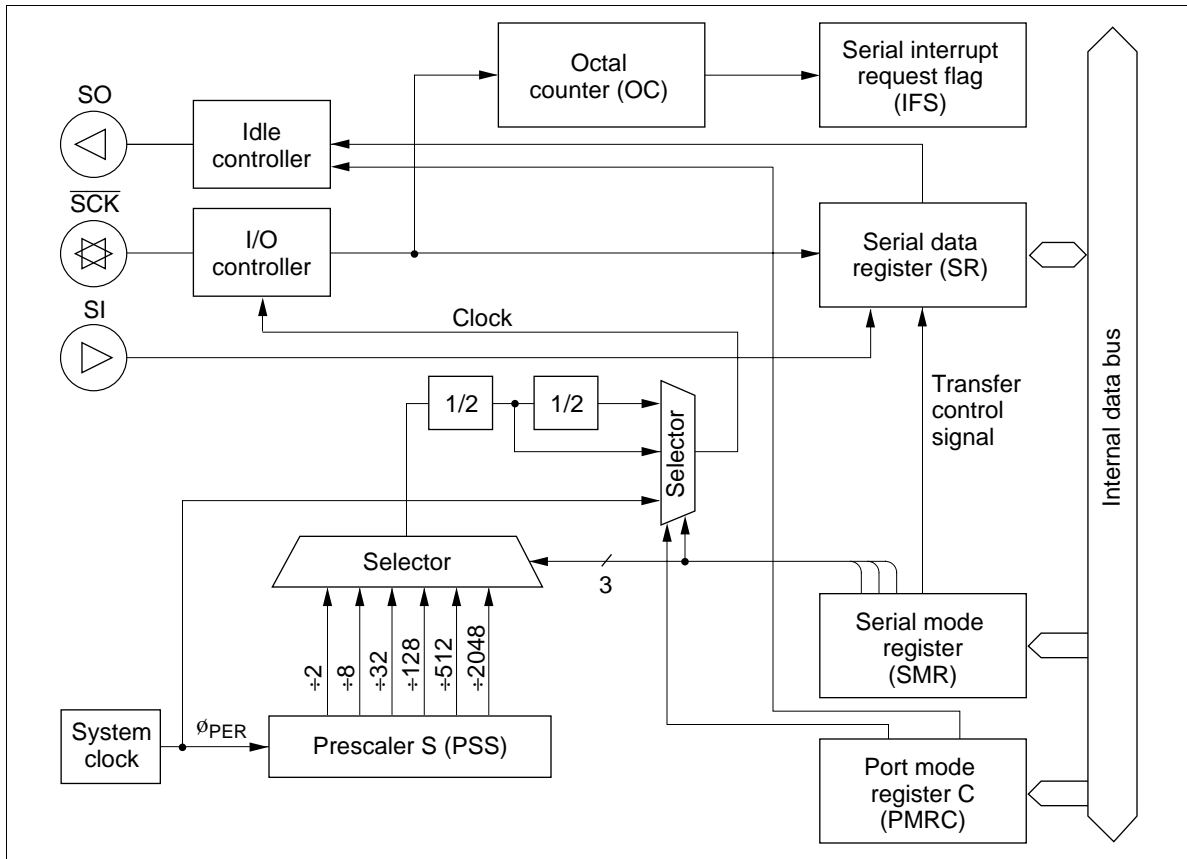 Octal
counter (OC)
Serial interrupt
request flag
(IFS)
SO
Idle
controller
SCK
I/O
controller
Serial data
register (SR)
SI
Clock
Transfer
control
signal
Internal data bus
1/2
1/2
Selector
Selector
3
÷2
÷8
÷32
÷128
÷512
÷2048
Serial mode
register
(SMR)
System
clock
øPER
Prescaler S (PSS)
Port mode
register C
(PMRC)